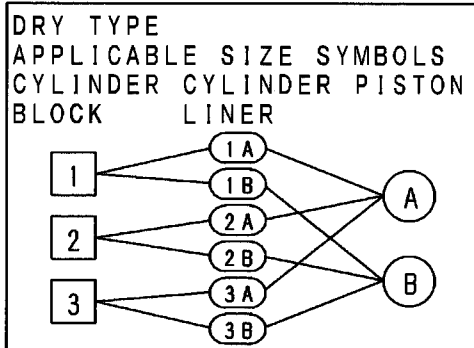 DRY TYPE
APPLICABLE SIZE SYMBOLS
CYLINDER CYLINDER PISTON
BLOCK LINER
1A
1
1B
A
2A
2
2B
B
3A
3
3B